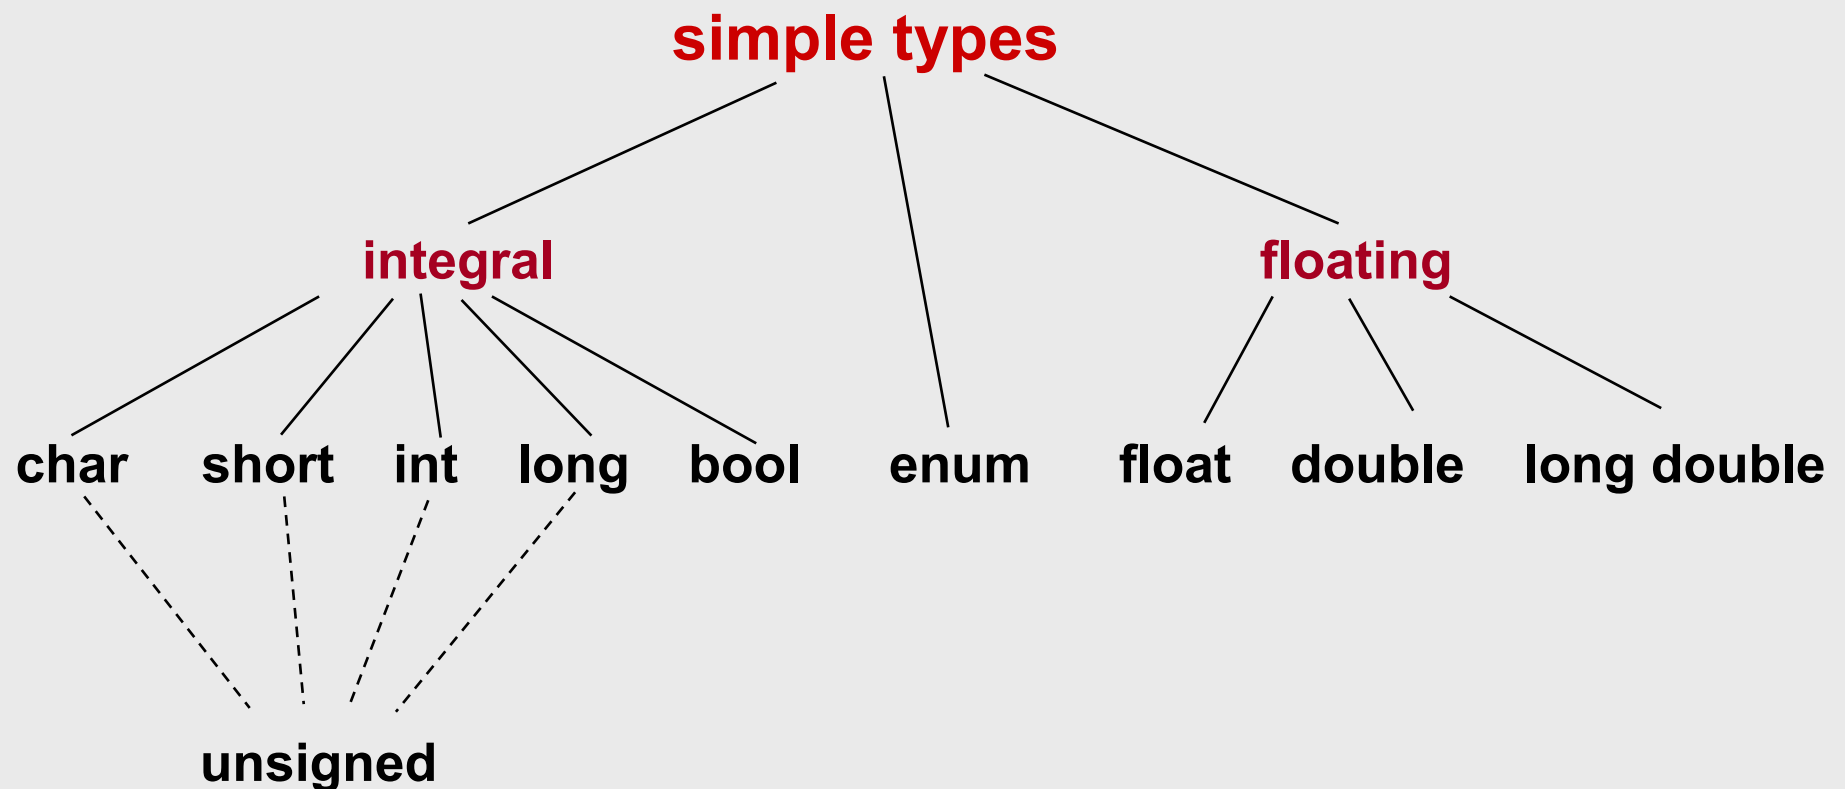 simple types
integral floating
char short int long bool enum float double long double
unsigned